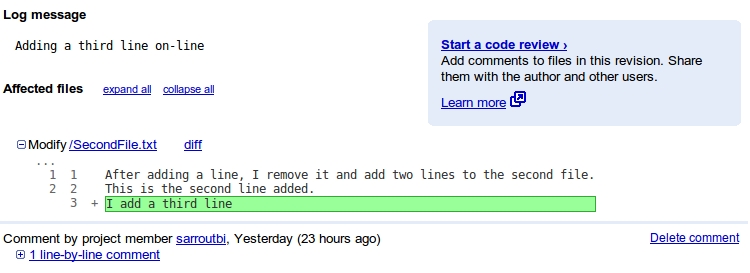 Log message
Adding a third line on-line
Start a code review ›
Add comments to files in this revision. Share
them with the author and other users.
Learn more
Affected files expand all collapse all
Modify /SecondFile.txt diff
...
1 1 After adding a line, I remove it and add two lines to the second file.
2 2 This is the second line added.
3 + I add a third line
Comment by project member sarroutbi, Yesterday (23 hours ago) Delete comment
1 line-by-line comment